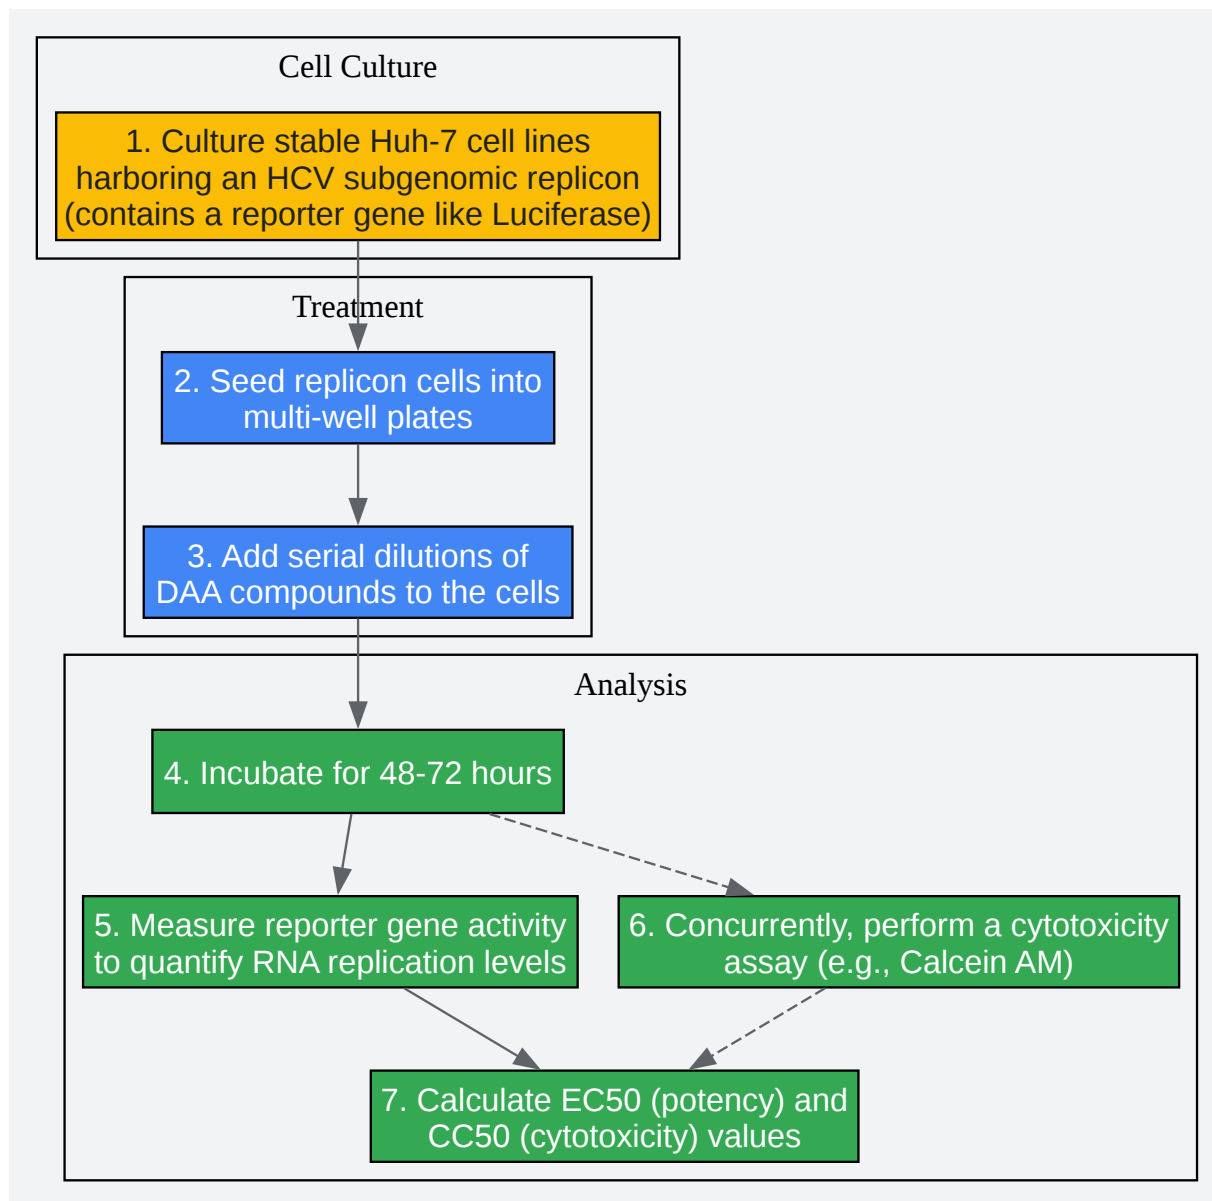 Cell Culture
1. Culture stable Huh-7 cell lines
harboring an HCV subgenomic replicon
(contains a reporter gene like Luciferase)
Treatment
2. Seed replicon cells into
multi-well plates
3. Add serial dilutions of
DAA compounds to the cells
Analysis
4. Incubate for 48-72 hours
5. Measure reporter gene activity
to quantify RNA replication levels
6. Concurrently, perform a cytotoxicity
assay (e.g., Calcein AM)
7. Calculate EC50 (potency) and
CC50 (cytotoxicity) values